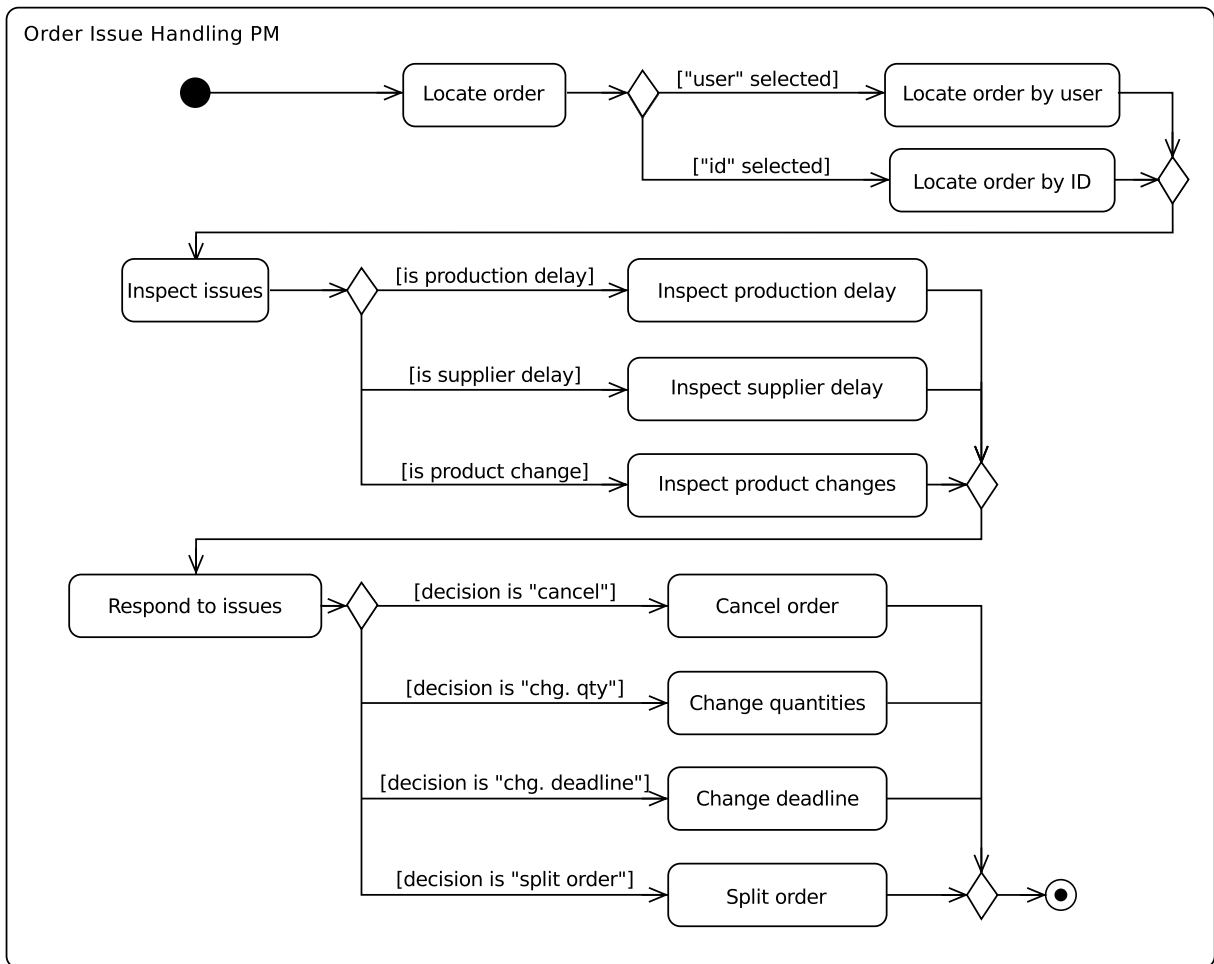 Order Issue Handling PM
Locate order
["user" selected]
Locate order by user
["id" selected]
Locate order by ID
Inspect issues
[is production delay]
Inspect production delay
[is supplier delay]
Inspect supplier delay
[is product change]
Inspect product changes
Respond to issues
[decision is "cancel"]
Cancel order
[decision is "chg. qty"]
Change quantities
[decision is "chg. deadline"]
Change deadline
[decision is "split order"]
Split order